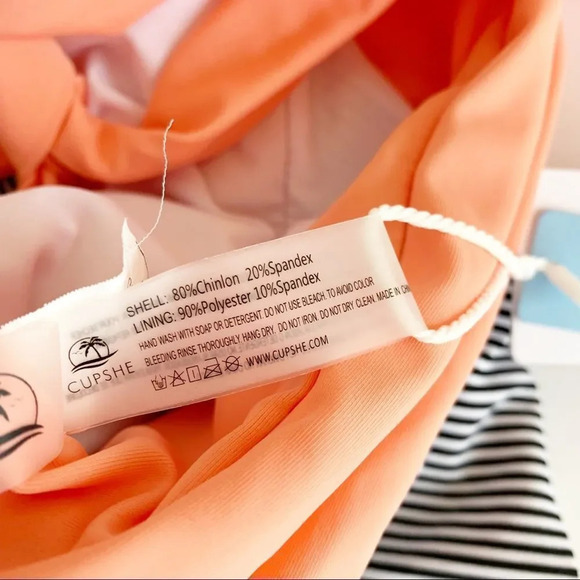 SHELL: 80%Chinlon 20%Spandex
LINING: 90%Polyester 10%Spandex
HAND WASH WITH SOAP OR DETERGENT. DO NOT USE BLEACH. TO AVOID COLOR
BLEEDING RINSE THOROUGHLY HANG DRY. DO NOT IRON. DO NOT DRY CLEAN. MADE IN
WWW.CUPSHE.COM
CUPSHE